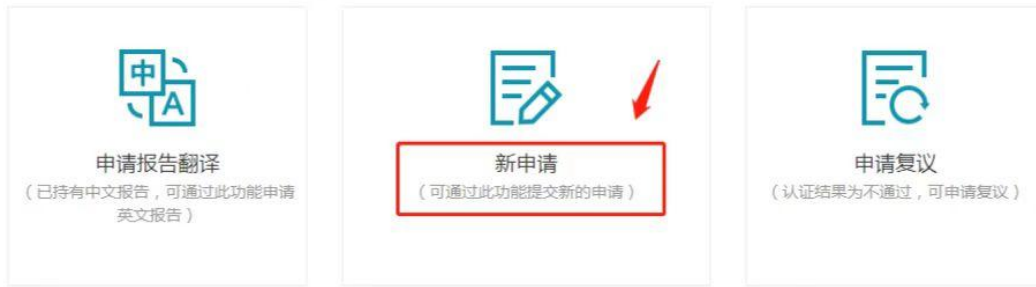 中
A
申请报告翻译
（已持有中文报告，可通过此功能申请
英文报告）
新申请
（可通过此功能提交新的申请）
申请复议
（认证结果为不通过，可申请复议）